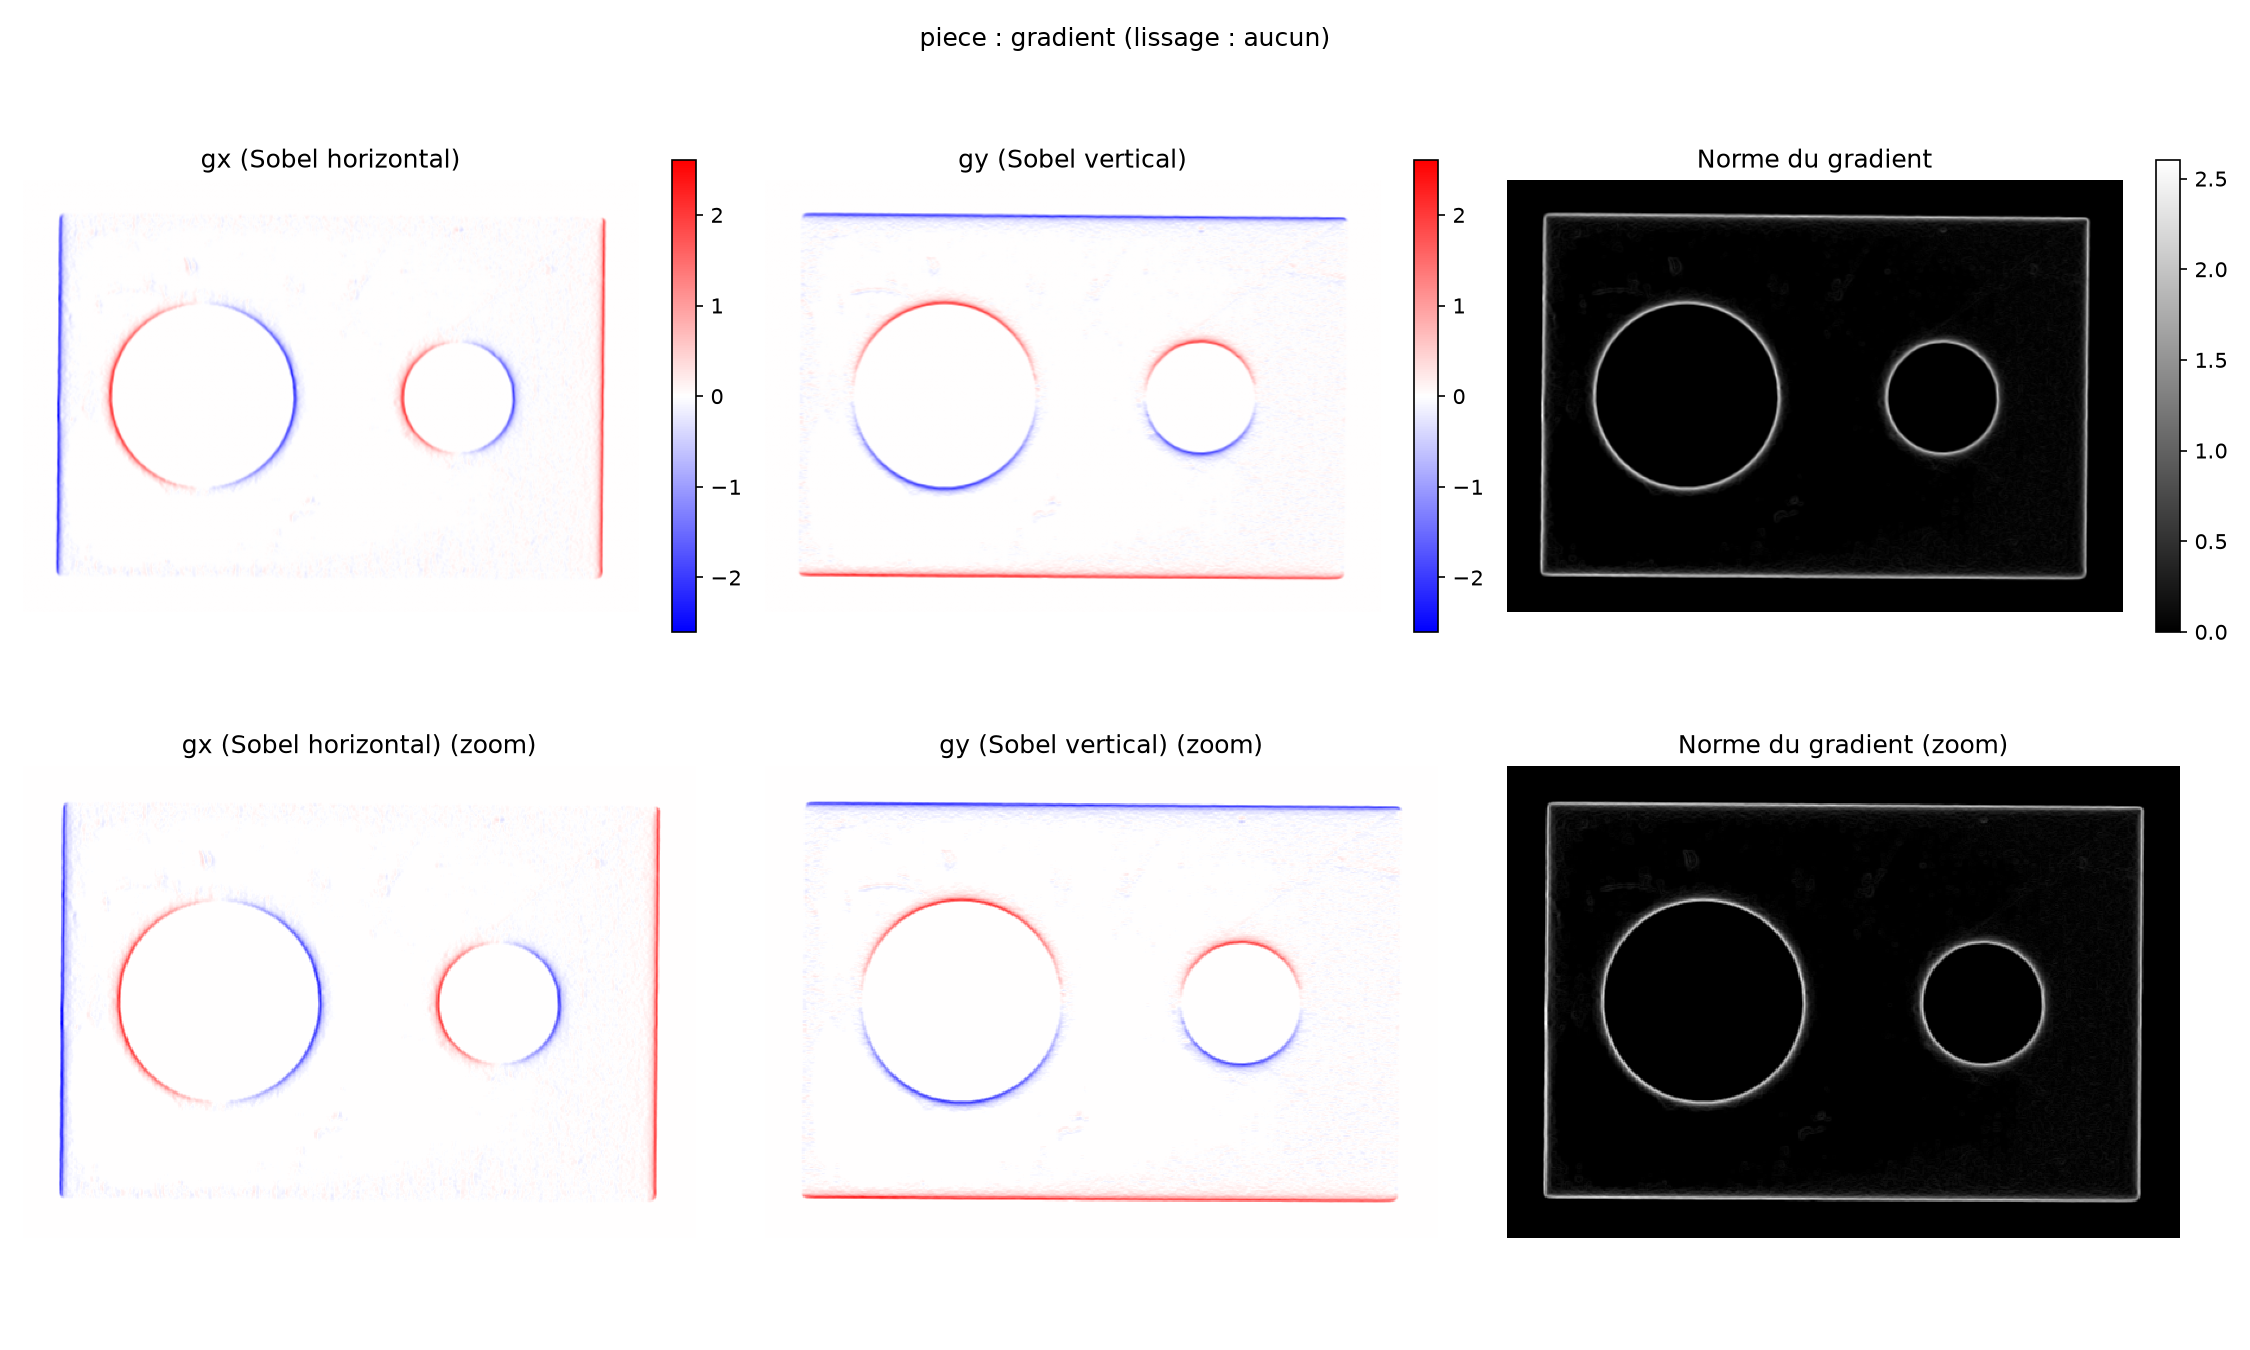 piece : gradient (lissage : aucun)
gx (Sobel horizontal)
gy (Sobel vertical)
Norme du gradient
2
1
0
−1
−2
2
1
0
−1
−2
2.5
2.0
1.5
1.0
0.5
0.0
gx (Sobel horizontal) (zoom)
gy (Sobel vertical) (zoom)
Norme du gradient (zoom)